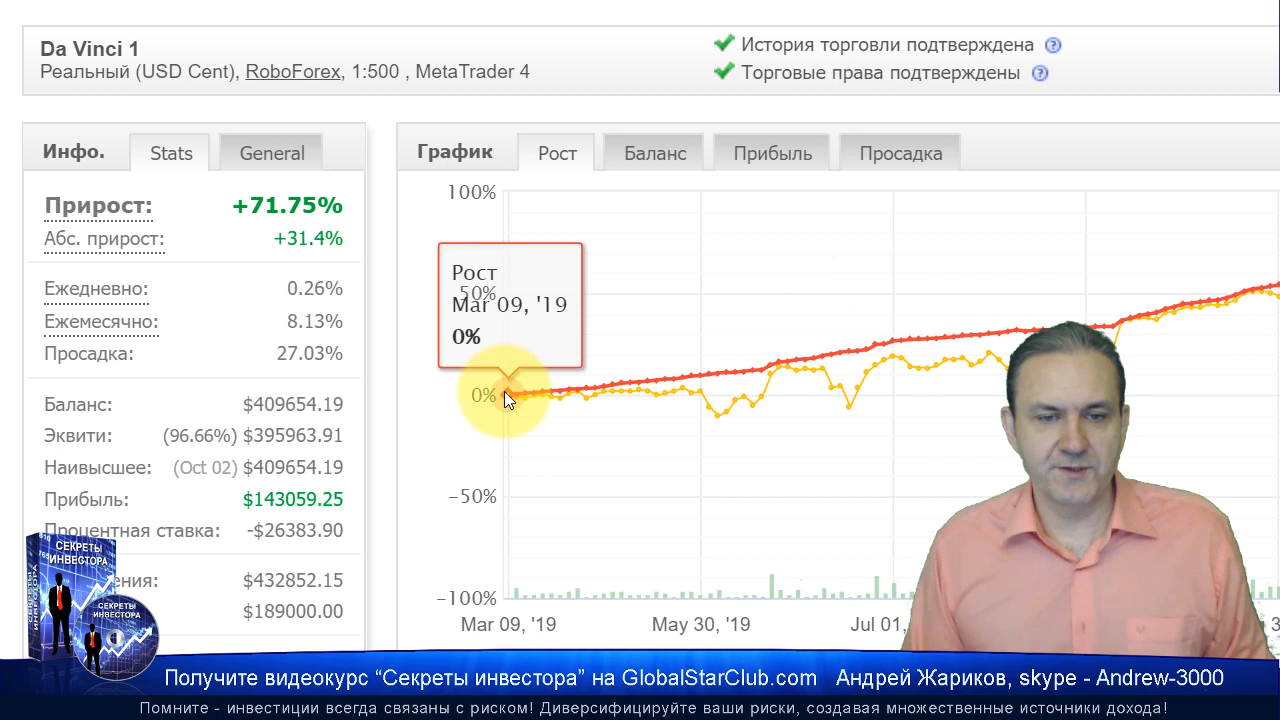 Da Vinci 1
Реальный (USD Cent), RoboForex, 1:500 , MetaTrader 4
История торговли подтверждена ?
Торговые права подтверждены ?
Инфо. Stats General
Прирост: +71.75%
Абс. прирост: +31.4%
Ежедневно: 0.26%
Ежемесячно: 8.13%
Просадка: 27.03%
Баланс: $409654.19
Эквити: (96.66%) $395963.91
Наивысшее: (Oct 02) $409654.19
Прибыль: $143059.25
Процентная ставка: -$26383.90
ения: $432852.15
$189000.00
График Рост Баланс Прибыль Просадка
100%
50%
0%
-50%
-100%
Рост
Mar 09, '19
0%
Mar 09, '19 May 30, '19 Jul 01,
СЕКРЕТЫ
ИНВЕСТОРА
СЕКРЕТЫ
ИНВЕСТОРА
СЕКРЕТЫ
ИНВЕСТОРА
Получите видеокурс “Секреты инвестора” на GlobalStarClub.com Андрей Жариков, skype - Andrew-3000
Помните - инвестиции всегда связаны с риском! Диверсифицируйте ваши риски, создавая множественные источники дохода!